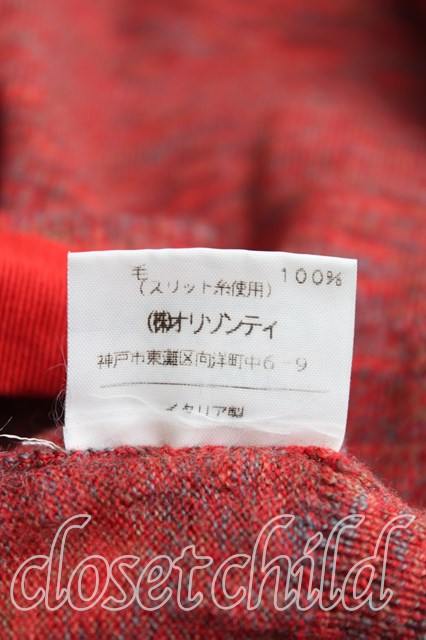 毛 100%
(スリット糸使用)
(株)オリゾンティ
神戸市東灘区向洋町中6-9
イタリア製
closetchild